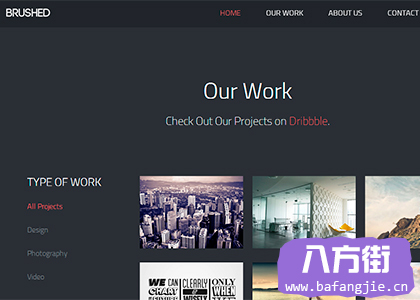 BRUSHED
HOME OUR WORK ABOUT US CONTACT
Our Work
Check Out Our Projects on Dribbble.
TYPE OF WORK
All Projects
Design
Photography
Video
WE CAN CLEARLY ONLY
WISELY WHEN
八方街
www.bafangjie.cn